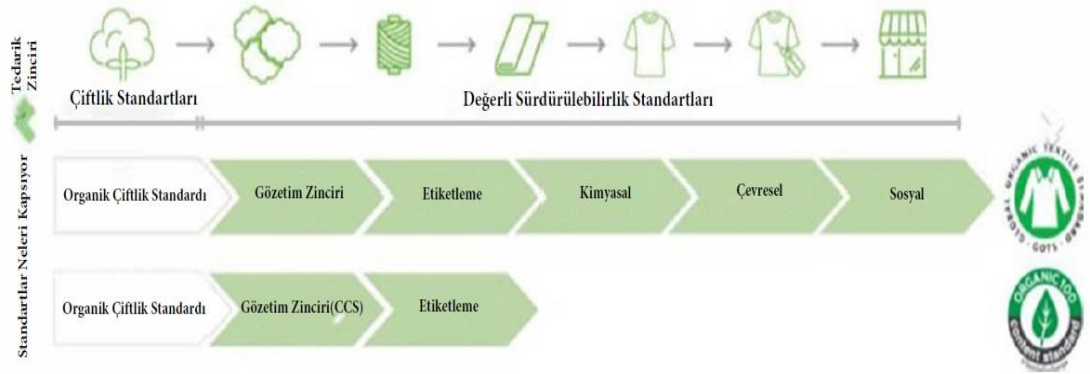 Tedarik
Zinciri
Çiftlik Standartları
Değerli Sürdürülebilirlik Standartları
Standartlar Neleri Kapsıyor
Organik Çiftlik Standardı
Gözetim Zinciri
Etiketleme
Kimyasal
Çevresel
Sosyal
ORGANIC TEXTILE STANDARD · GOTS · GLOBAL
Organik Çiftlik Standardı
Gözetim Zinciri(CCS)
Etiketleme
ORGANIC 100
content standard